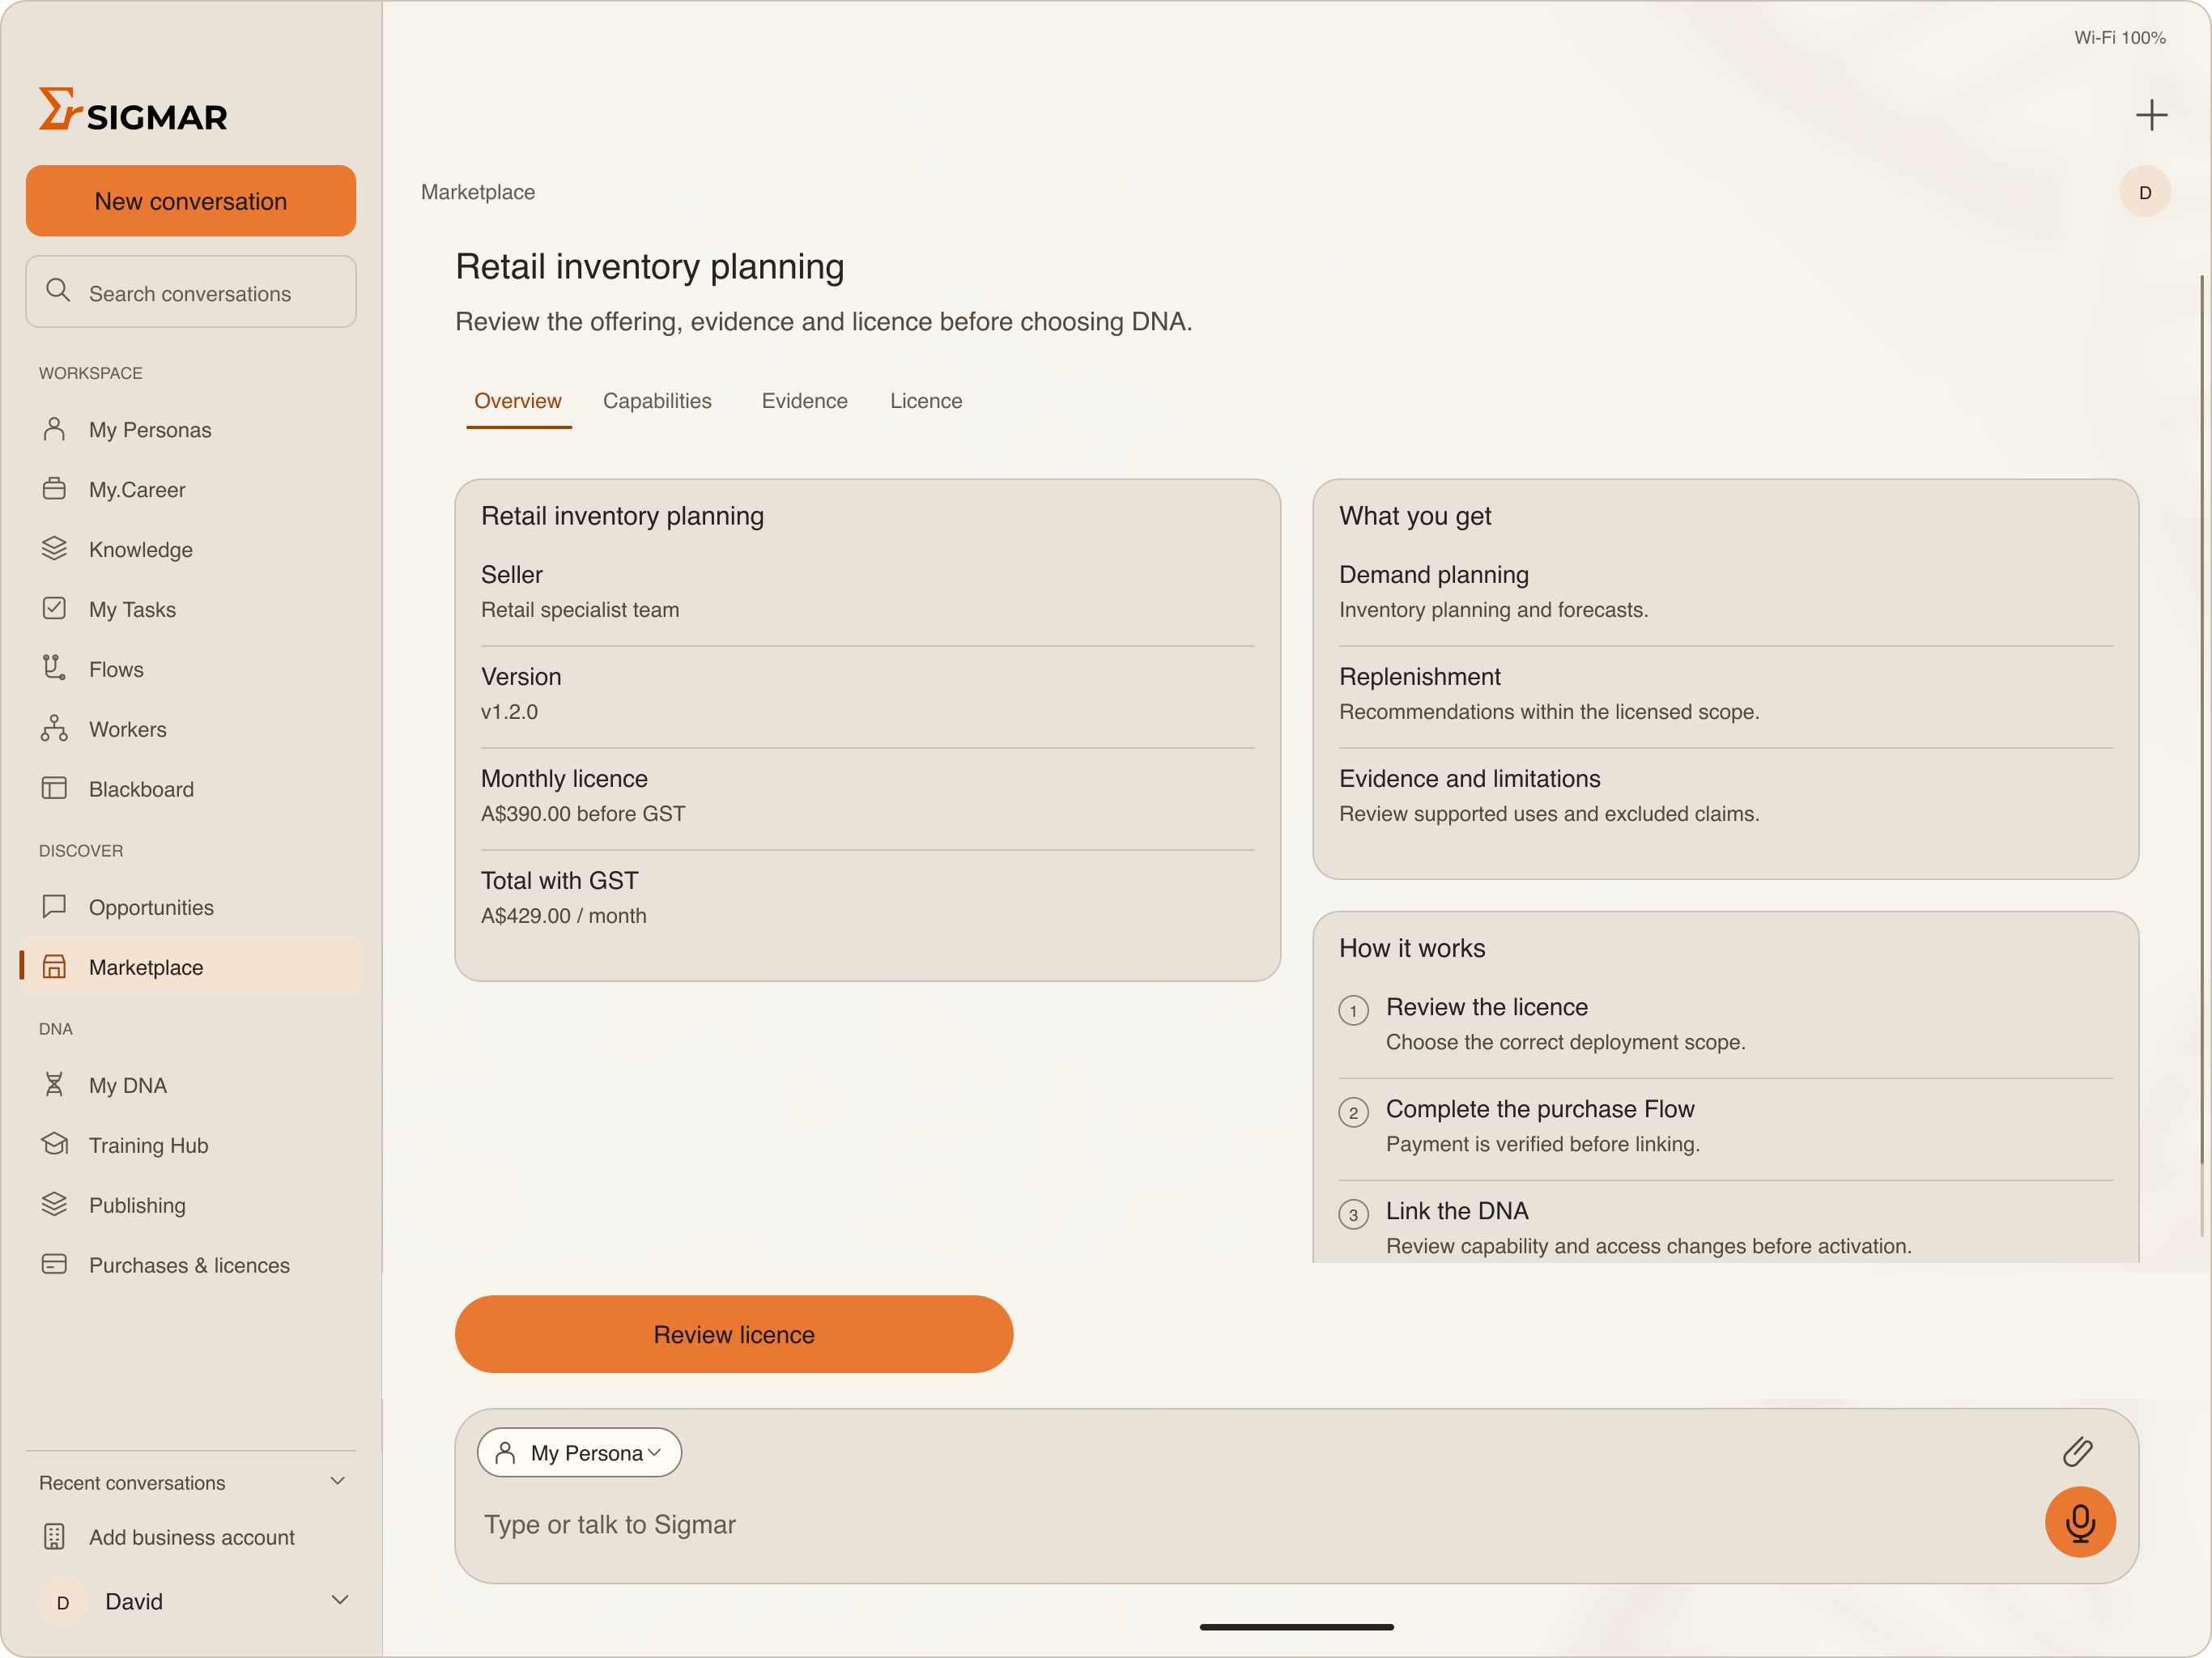 Wi-Fi 100%
SIGMAR
New conversation
Search conversations
WORKSPACE
My Personas
My.Career
Knowledge
My Tasks
Flows
Workers
Blackboard
DISCOVER
Opportunities
Marketplace
DNA
My DNA
Training Hub
Publishing
Purchases & licences
Recent conversations
Add business account
D
David
Marketplace
D
Retail inventory planning
Review the offering, evidence and licence before choosing DNA.
Overview
Capabilities
Evidence
Licence
Retail inventory planning
Seller
Retail specialist team
Version
v1.2.0
Monthly licence
A$390.00 before GST
Total with GST
A$429.00 / month
What you get
Demand planning
Inventory planning and forecasts.
Replenishment
Recommendations within the licensed scope.
Evidence and limitations
Review supported uses and excluded claims.
How it works
1 Review the licence
Choose the correct deployment scope.
2 Complete the purchase Flow
Payment is verified before linking.
3 Link the DNA
Review capability and access changes before activation.
Review licence
My Persona
Type or talk to Sigmar